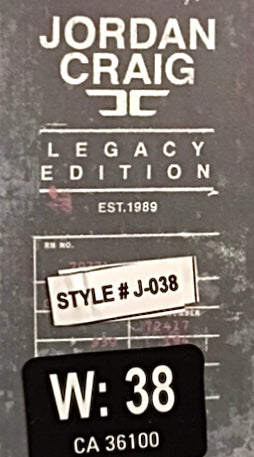 JORDAN
CRAIG
LEGACY
EDITION
EST.1989
RN NO.
STYLE # J-038
72417
W: 38
CA 36100